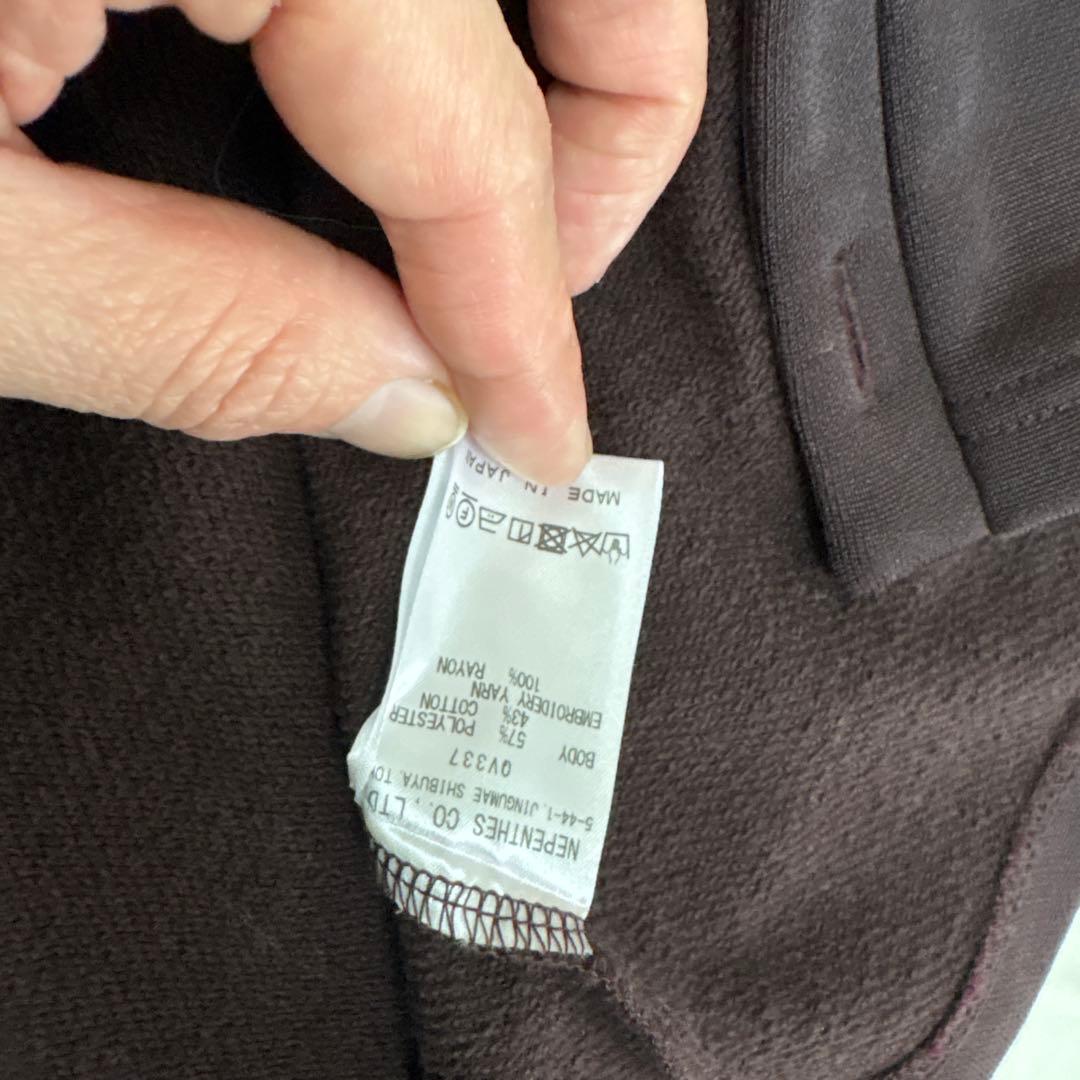 NEPENTHES CO., LTD
5-44-1. JINGUMAE SHIBUYA. TO
QV337
BODY
57% POLYESTER
43% COTTON
EMBROIDERY YARN
100% RAYON
MADE IN JAPAN